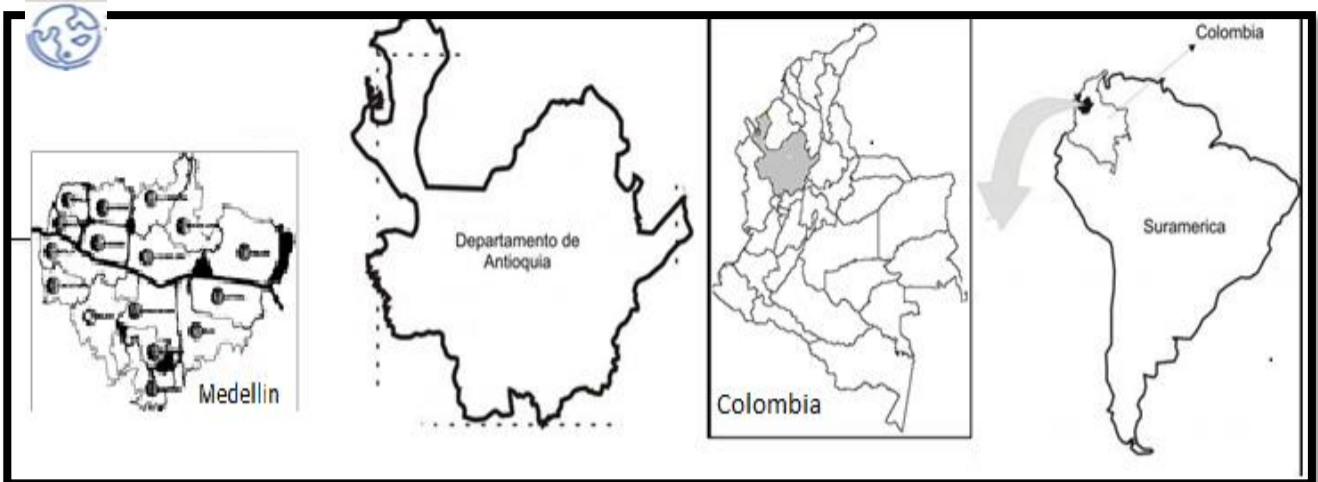 Medellin
Departamento de
Antioquia
Colombia
Colombia
Suramerica